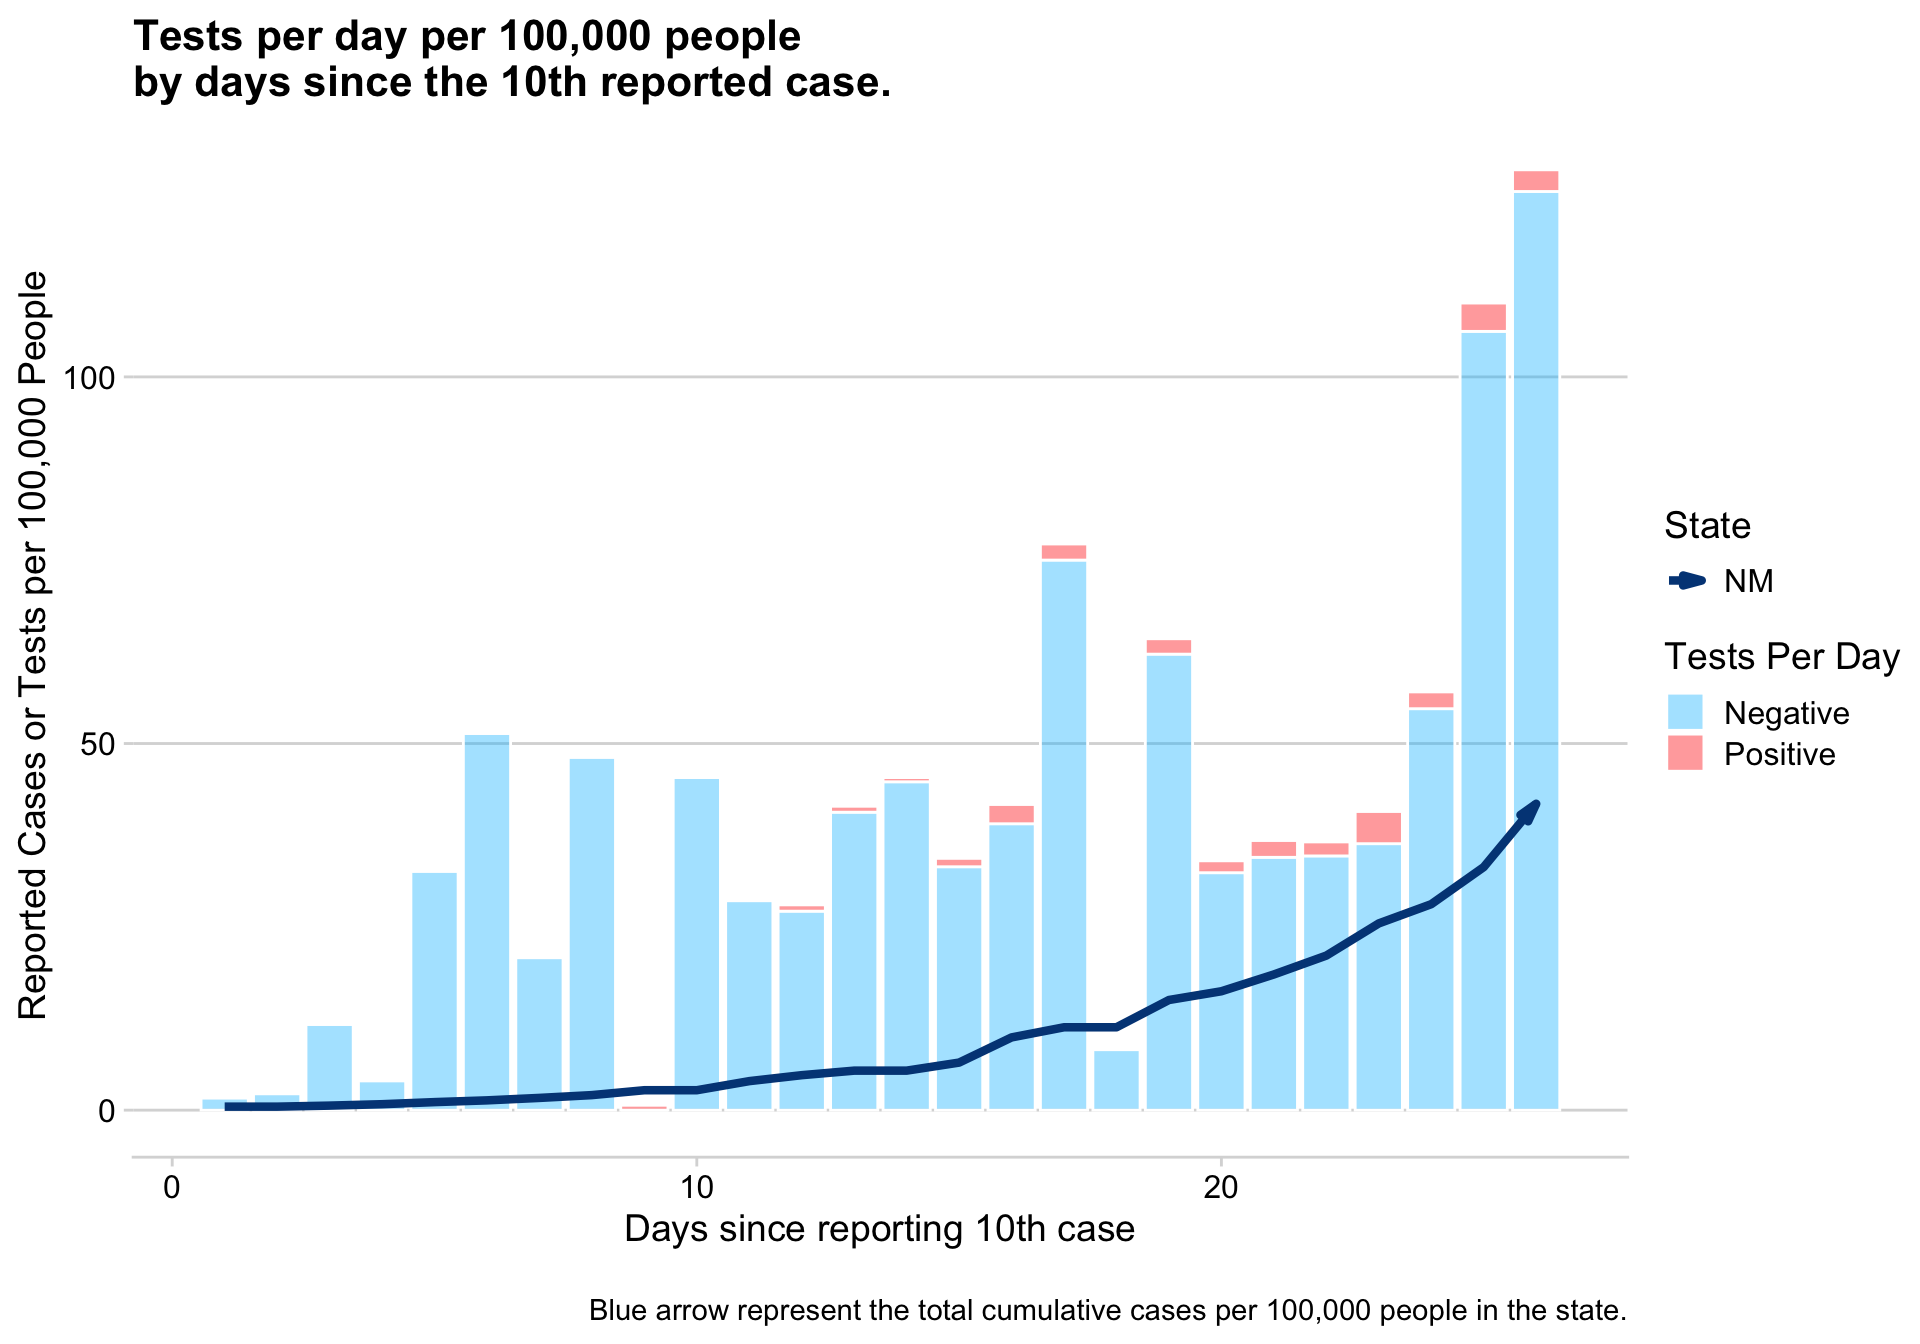 Tests per day per 100,000 people
by days since the 10th reported case.
Reported Cases or Tests per 100,000 People
100
50
0
0
10
20
Days since reporting 10th case
State
NM
Tests Per Day
Negative
Positive
Blue arrow represent the total cumulative cases per 100,000 people in the state.